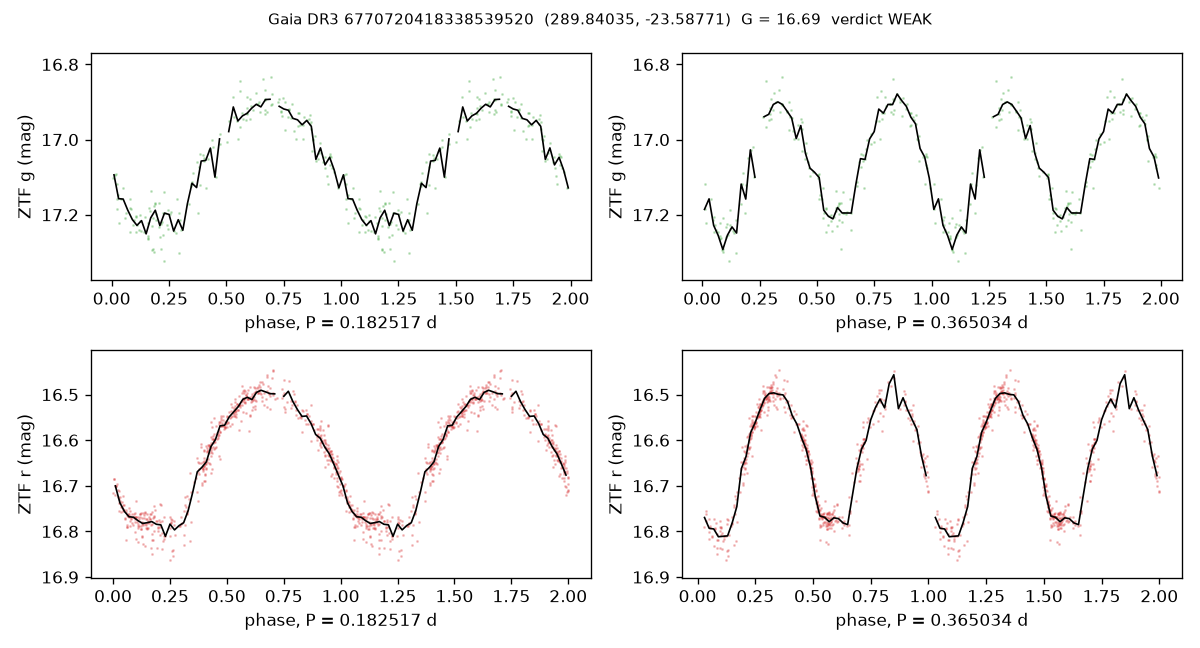 Gaia DR3 6770720418338539520 (289.84035, -23.58771) G = 16.69 verdict WEAK
ZTF g (mag)
16.8
17.0
17.2
0.00 0.25 0.50 0.75 1.00 1.25 1.50 1.75 2.00
phase, P = 0.182517 d
ZTF g (mag)
16.8
17.0
17.2
0.00 0.25 0.50 0.75 1.00 1.25 1.50 1.75 2.00
phase, P = 0.365034 d
ZTF r (mag)
16.5
16.6
16.7
16.8
16.9
0.00 0.25 0.50 0.75 1.00 1.25 1.50 1.75 2.00
phase, P = 0.182517 d
ZTF r (mag)
16.5
16.6
16.7
16.8
16.9
0.00 0.25 0.50 0.75 1.00 1.25 1.50 1.75 2.00
phase, P = 0.365034 d